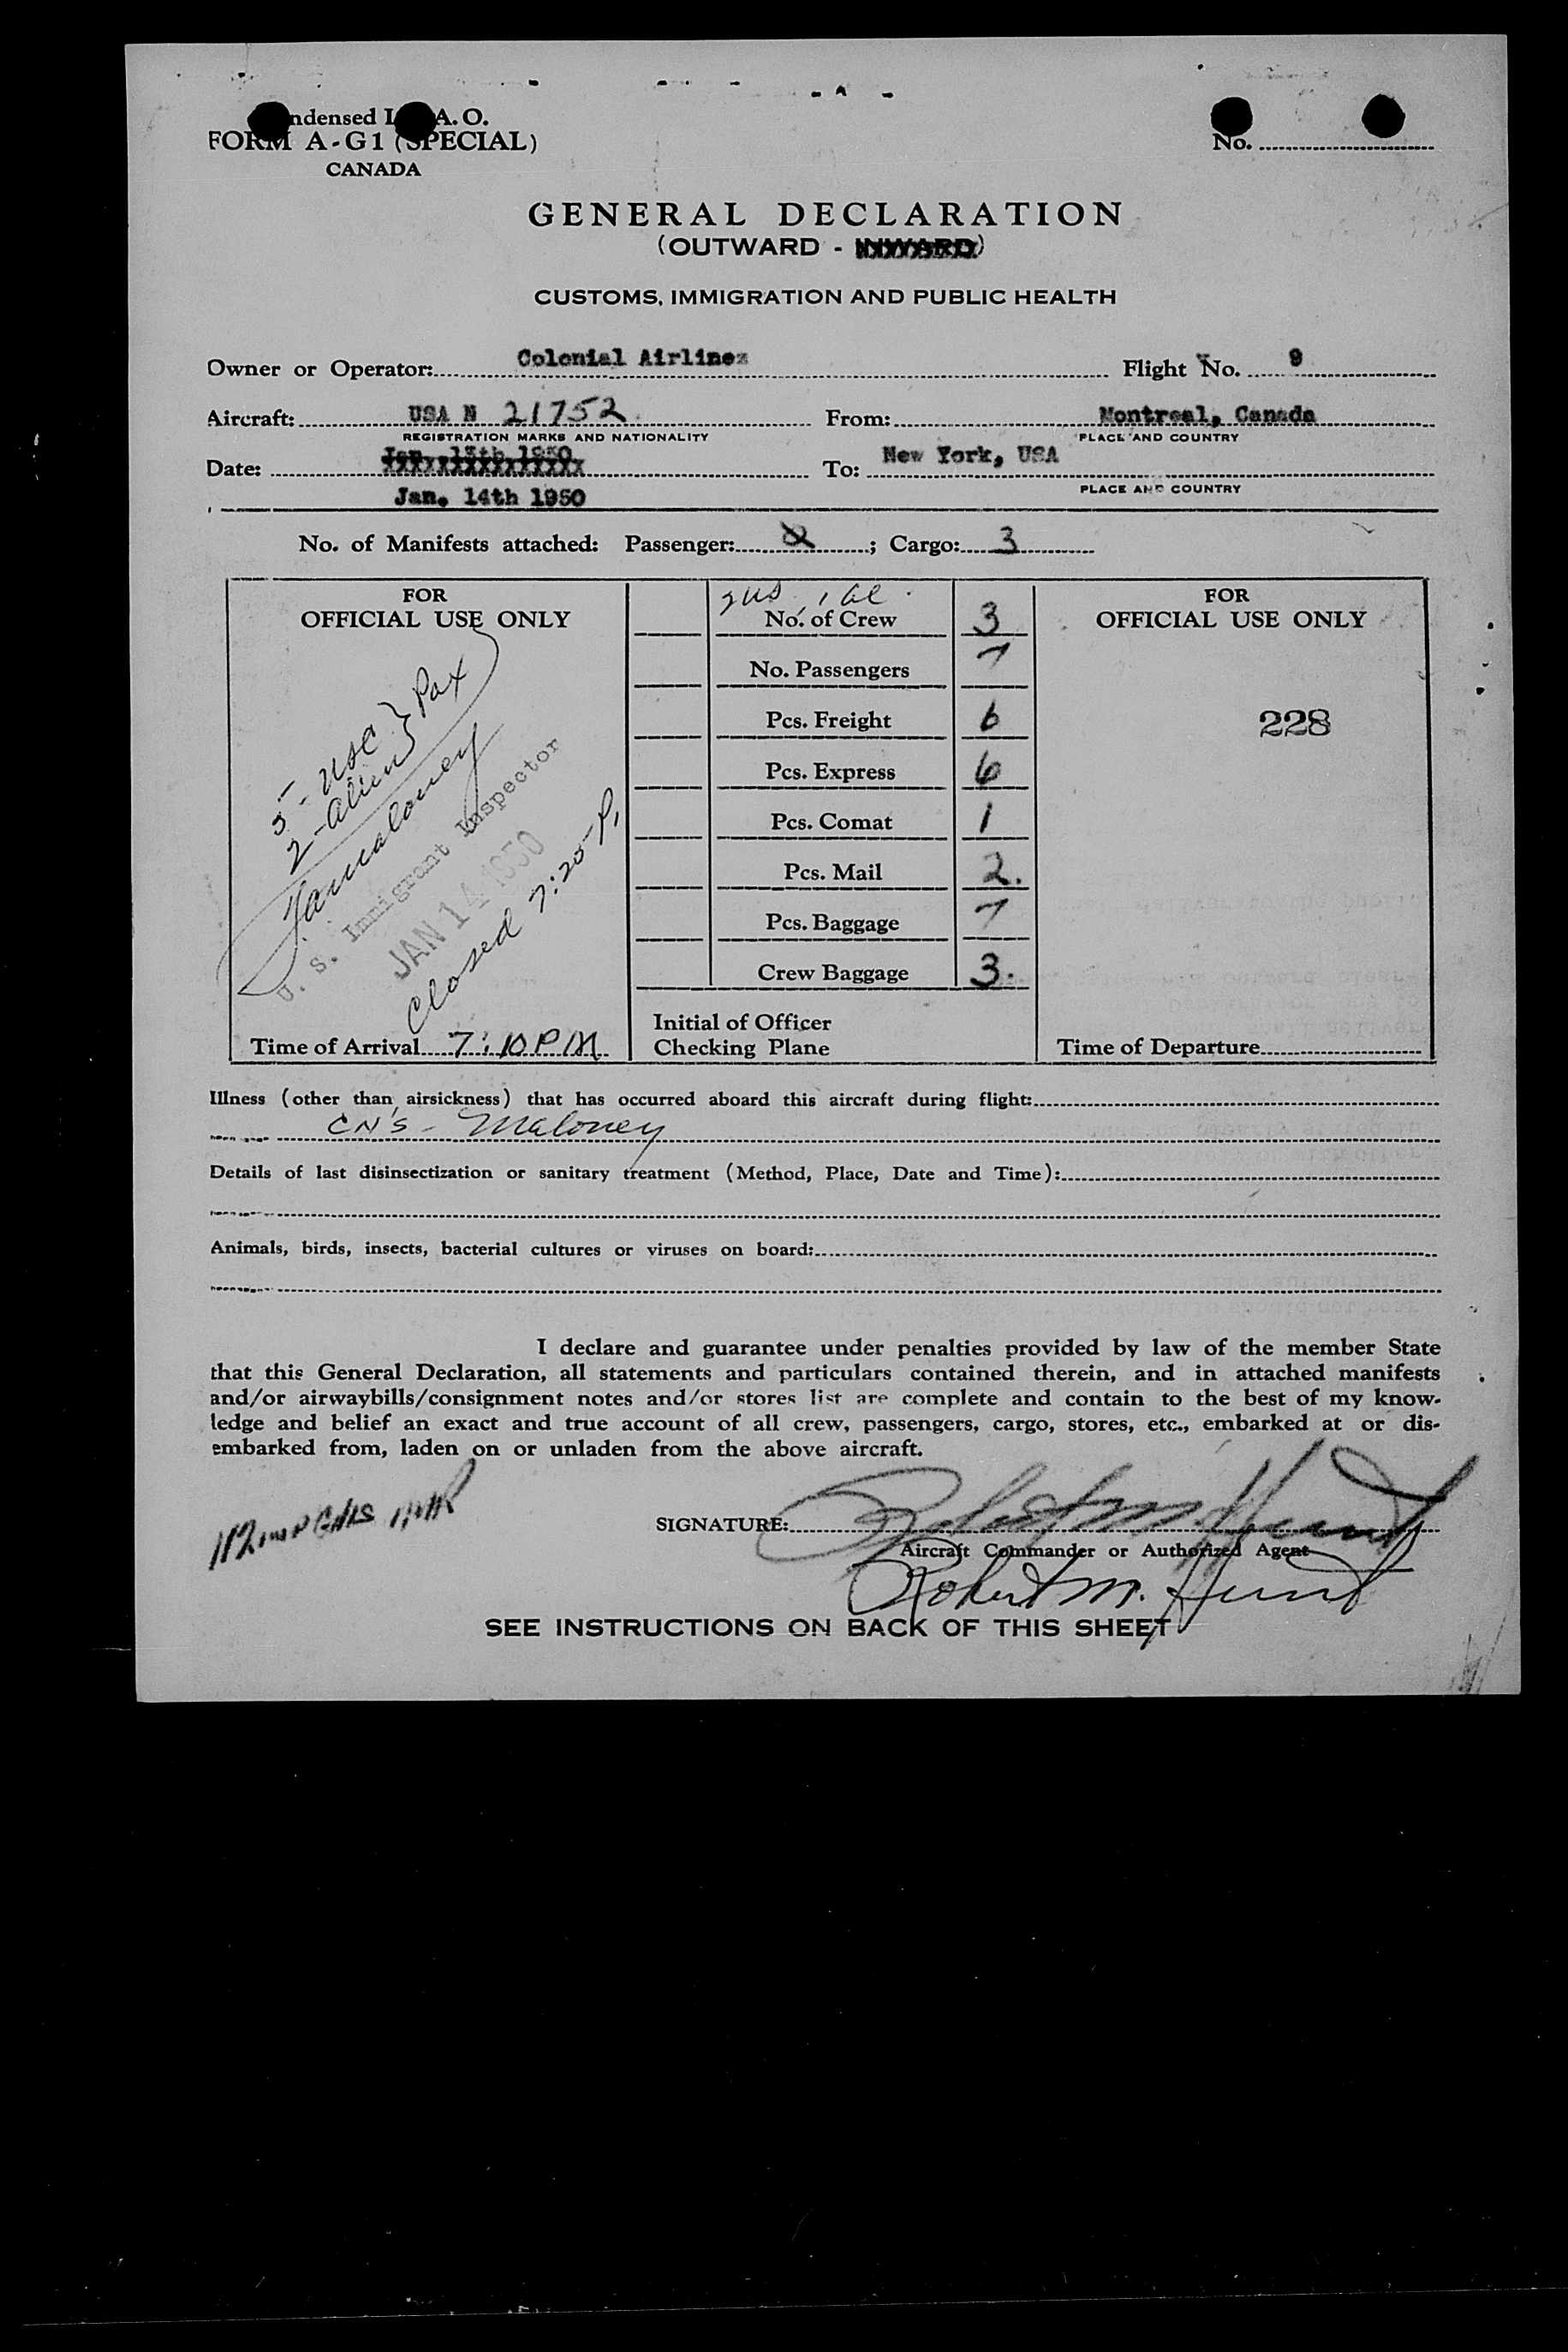 ndensed I A.O.
FORM A-G1 (SPECIAL)
CANADA
No.
GENERAL DECLARATION
(OUTWARD - INWARD)
CUSTOMS, IMMIGRATION AND PUBLIC HEALTH
Owner or Operator: Colonial Airlines Flight No. 9
Aircraft: USA N 21752 From: Montreal, Canada
REGISTRATION MARKS AND NATIONALITY PLACE AND COUNTRY
Date: Jan. 13th 1950 To: New York, USA
Jan. 14th 1950 PLACE AND COUNTRY
No. of Manifests attached: Passenger: ; Cargo: 3
FOR
OFFICIAL USE ONLY
5 - USC } Pax
2 - Alien
U. S. Immigrant Inspector
JAN 14 1950
Closed 7:20 P.
Time of Arrival 7:10 PM
2 US, 1 al.
No. of Crew 3
No. Passengers 7
Pcs. Freight 6
Pcs. Express 6
Pcs. Comat 1
Pcs. Mail 2.
Pcs. Baggage 7
Crew Baggage 3.
Initial of Officer
Checking Plane
FOR
OFFICIAL USE ONLY
228
Time of Departure
Illness (other than airsickness) that has occurred aboard this aircraft during flight:
CN'S - Maloney
Details of last disinsectization or sanitary treatment (Method, Place, Date and Time):
Animals, birds, insects, bacterial cultures or viruses on board:
I declare and guarantee under penalties provided by law of the member State
that this General Declaration, all statements and particulars contained therein, and in attached manifests
and/or airwaybills/consignment notes and/or stores list are complete and contain to the best of my know-
ledge and belief an exact and true account of all crew, passengers, cargo, stores, etc., embarked at or dis-
embarked from, laden on or unladen from the above aircraft.
SIGNATURE: Robert M. Hunt
Aircraft Commander or Authorized Agent
Robert M. Hunt
SEE INSTRUCTIONS ON BACK OF THIS SHEET